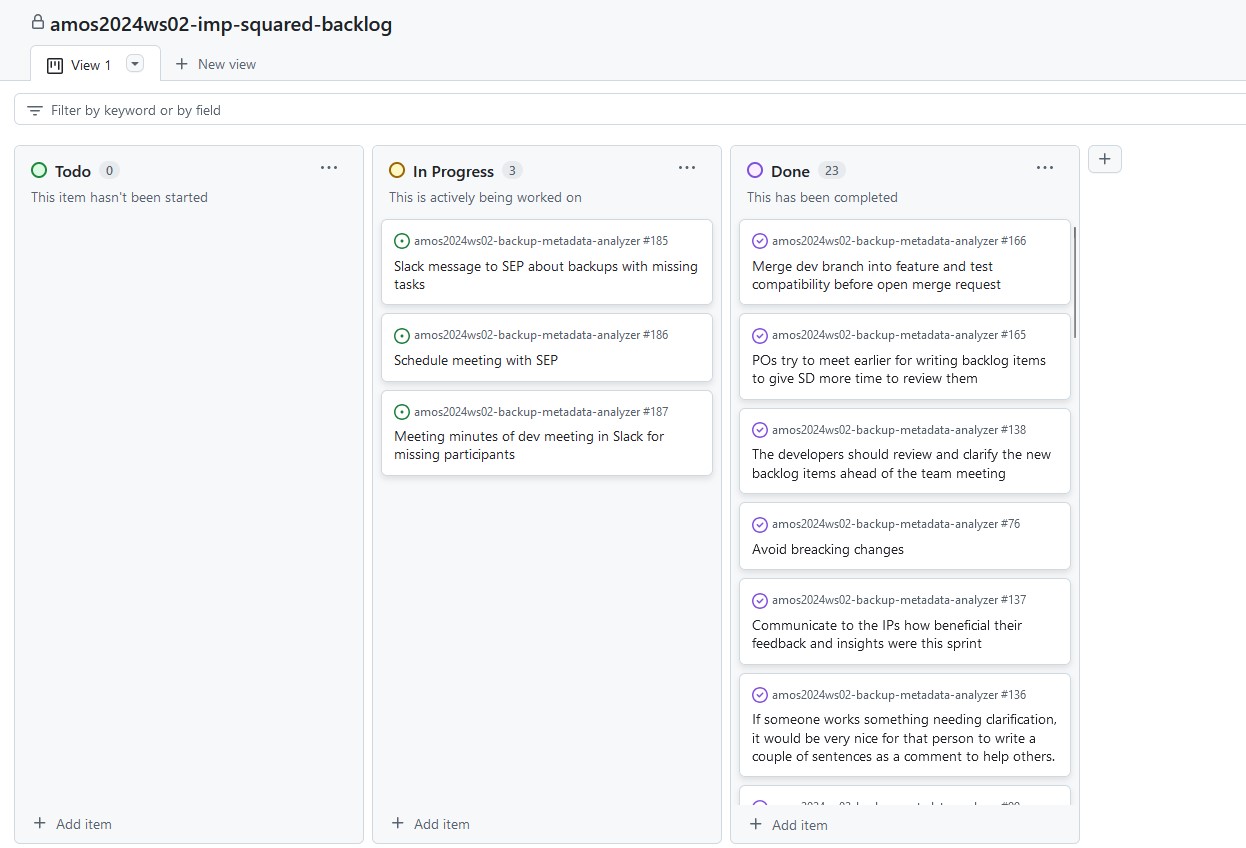 amos2024ws02-imp-squared-backlog
View 1
New view
Filter by keyword or by field
Todo 0
This item hasn't been started
Add item
In Progress 3
This is actively being worked on
amos2024ws02-backup-metadata-analyzer #185
Slack message to SEP about backups with missing
tasks
amos2024ws02-backup-metadata-analyzer #186
Schedule meeting with SEP
amos2024ws02-backup-metadata-analyzer #187
Meeting minutes of dev meeting in Slack for
missing participants
Add item
Done 23
This has been completed
amos2024ws02-backup-metadata-analyzer #166
Merge dev branch into feature and test
compatibility before open merge request
amos2024ws02-backup-metadata-analyzer #165
POs try to meet earlier for writing backlog items
to give SD more time to review them
amos2024ws02-backup-metadata-analyzer #138
The developers should review and clarify the new
backlog items ahead of the team meeting
amos2024ws02-backup-metadata-analyzer #76
Avoid breacking changes
amos2024ws02-backup-metadata-analyzer #137
Communicate to the IPs how beneficial their
feedback and insights were this sprint
amos2024ws02-backup-metadata-analyzer #136
If someone works something needing clarification,
it would be very nice for that person to write a
couple of sentences as a comment to help others.
Add item